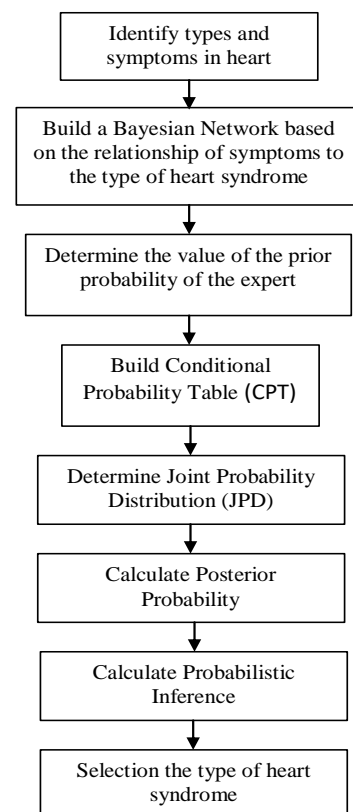 Identify types and
symptoms in heart
Build a Bayesian Network based
on the relationship of symptoms to
the type of heart syndrome
Determine the value of the prior
probability of the expert
Build Conditional
Probability Table (CPT)
Determine Joint Probability
Distribution (JPD)
Calculate Posterior
Probability
Calculate Probabilistic
Inference
Selection the type of heart
syndrome